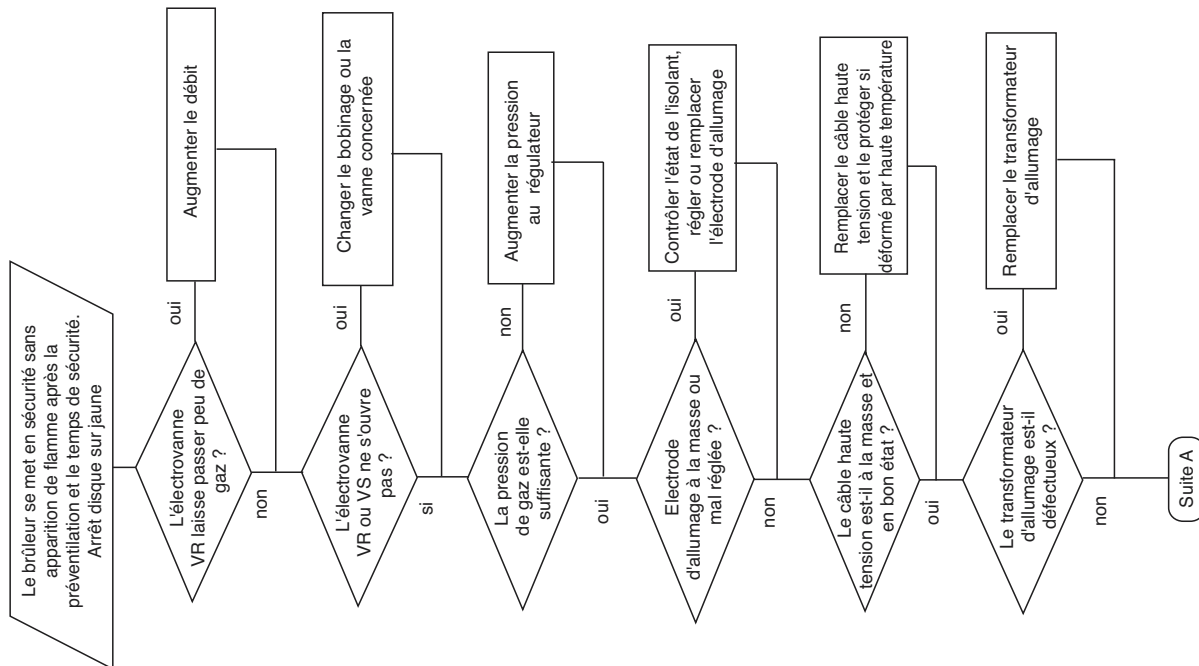 Le brûleur se met en sécurité sans
apparition de flamme après la
préventilation et le temps de sécurité.
Arrêt disque sur jaune
L'électrovanne
VR laisse passer peu de
gaz ?
oui
Augmenter le débit
non
L'électrovanne
VR ou VS ne s'ouvre
pas ?
oui
Changer le bobinage ou la
vanne concernée
si
La pression
de gaz est-elle
suffisante ?
non
Augmenter la pression
au régulateur
oui
Electrode
d'allumage à la masse ou
mal réglée ?
oui
Contrôler l'état de l'isolant,
régler ou remplacer
l'électrode d'allumage
non
Le câble haute
tension est-il à la masse et
en bon état ?
non
Remplacer le câble haute
tension et le protéger si
déformé par haute température
oui
Le transformateur
d'allumage est-il
défectueux ?
oui
Remplacer le transformateur
d'allumage
non
Suite A